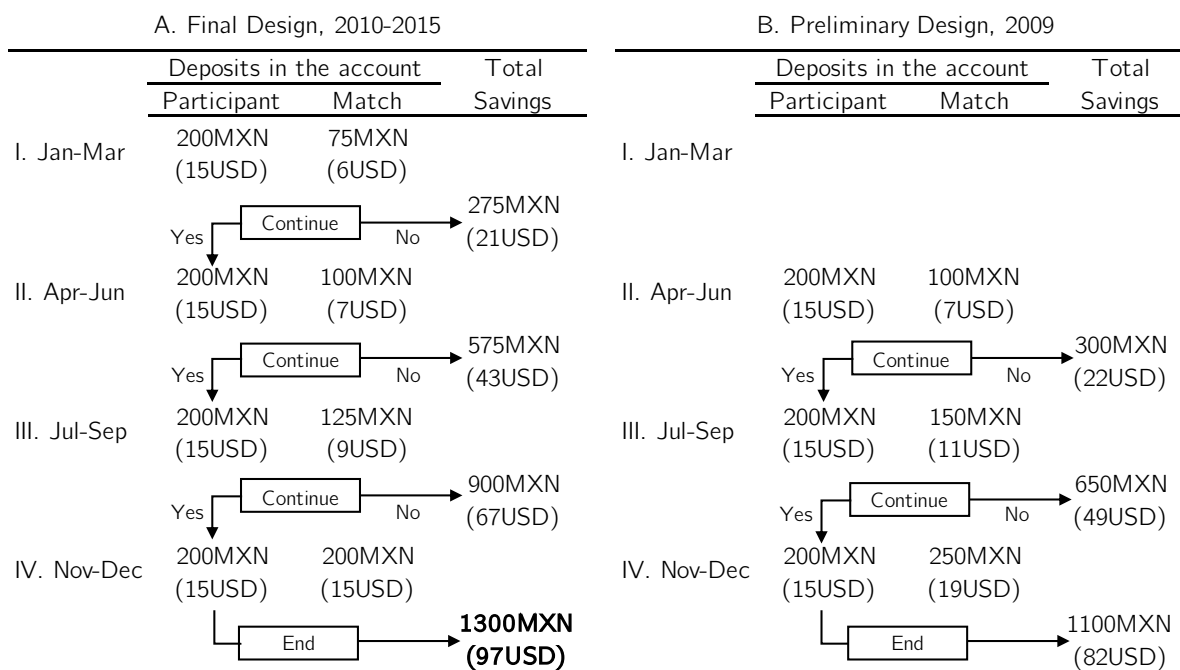 A. Final Design, 2010-2015
Deposits in the account Total
Participant Match Savings
I. Jan-Mar
200MXN 75MXN
(15USD) (6USD)
Continue
Yes No
275MXN
(21USD)
II. Apr-Jun
200MXN 100MXN
(15USD) (7USD)
Continue
Yes No
575MXN
(43USD)
III. Jul-Sep
200MXN 125MXN
(15USD) (9USD)
Continue
Yes No
900MXN
(67USD)
IV. Nov-Dec
200MXN 200MXN
(15USD) (15USD)
End
1300MXN
(97USD)
B. Preliminary Design, 2009
Deposits in the account Total
Participant Match Savings
I. Jan-Mar
II. Apr-Jun
200MXN 100MXN
(15USD) (7USD)
Continue
Yes No
300MXN
(22USD)
III. Jul-Sep
200MXN 150MXN
(15USD) (11USD)
Continue
Yes No
650MXN
(49USD)
IV. Nov-Dec
200MXN 250MXN
(15USD) (19USD)
End
1100MXN
(82USD)